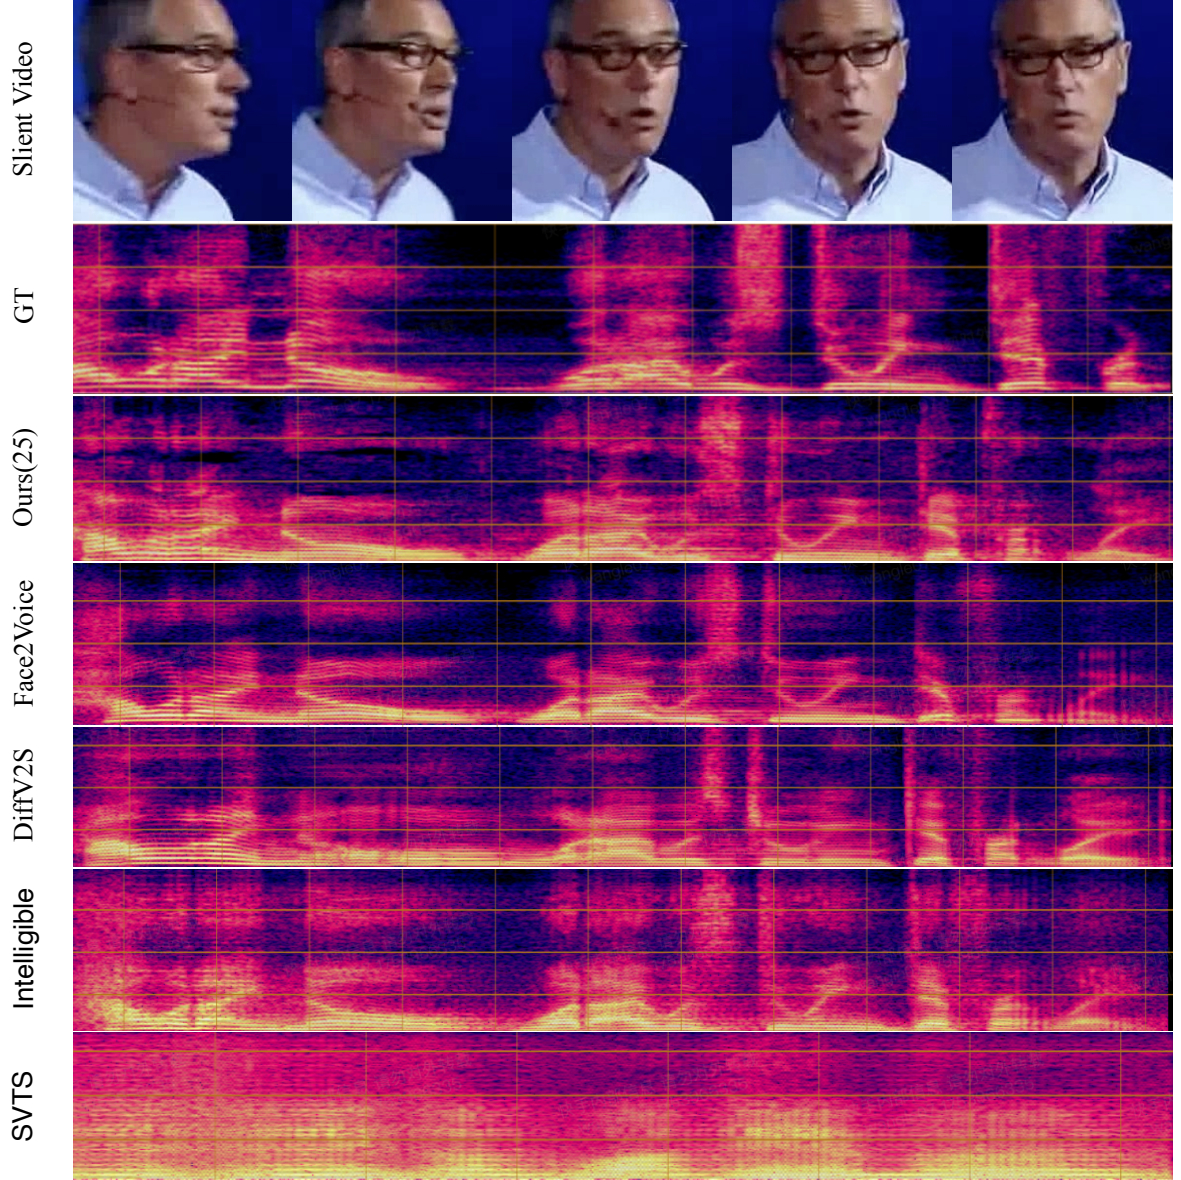 Slient Video
GT
Ours(25)
Face2Voice
DiffV2S
Intelligible
SVTS